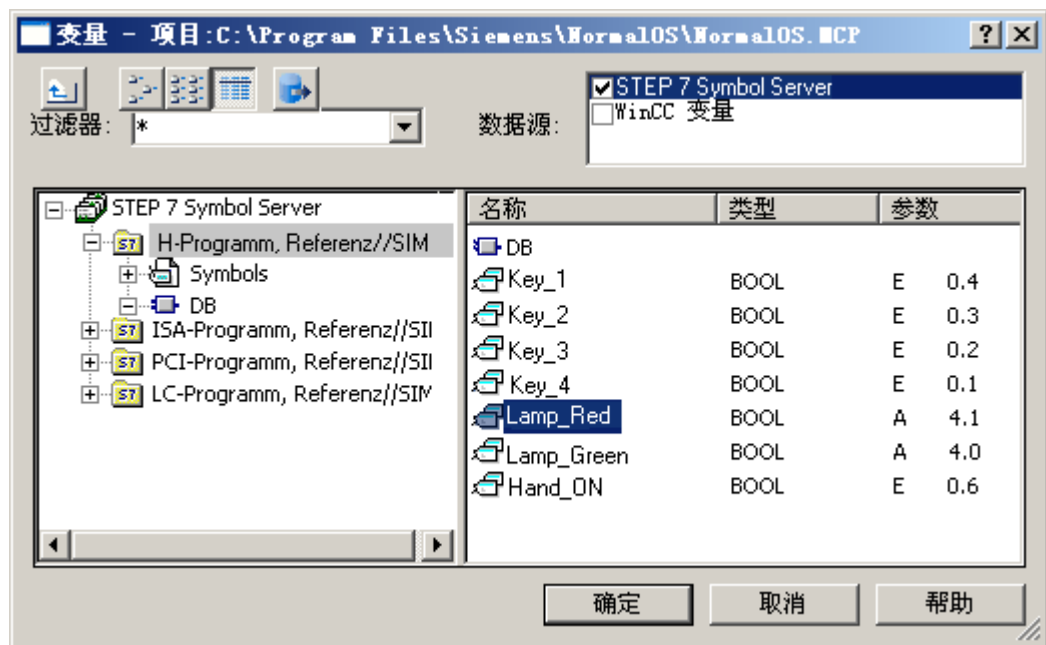 变量 - 项目:C:\Program Files\Siemens\NormalOS\NormalOS.MCP
STEP 7 Symbol Server
过滤器: *
数据源:
WinCC 变量
STEP 7 Symbol Server
H-Programm, Referenz//SIM
Symbols
DB
ISA-Programm, Referenz//SII
PCI-Programm, Referenz//SII
LC-Programm, Referenz//SIM
名称 类型 参数
DB
Key_1 BOOL E 0.4
Key_2 BOOL E 0.3
Key_3 BOOL E 0.2
Key_4 BOOL E 0.1
Lamp_Red BOOL A 4.1
Lamp_Green BOOL A 4.0
Hand_ON BOOL E 0.6
确定 取消 帮助